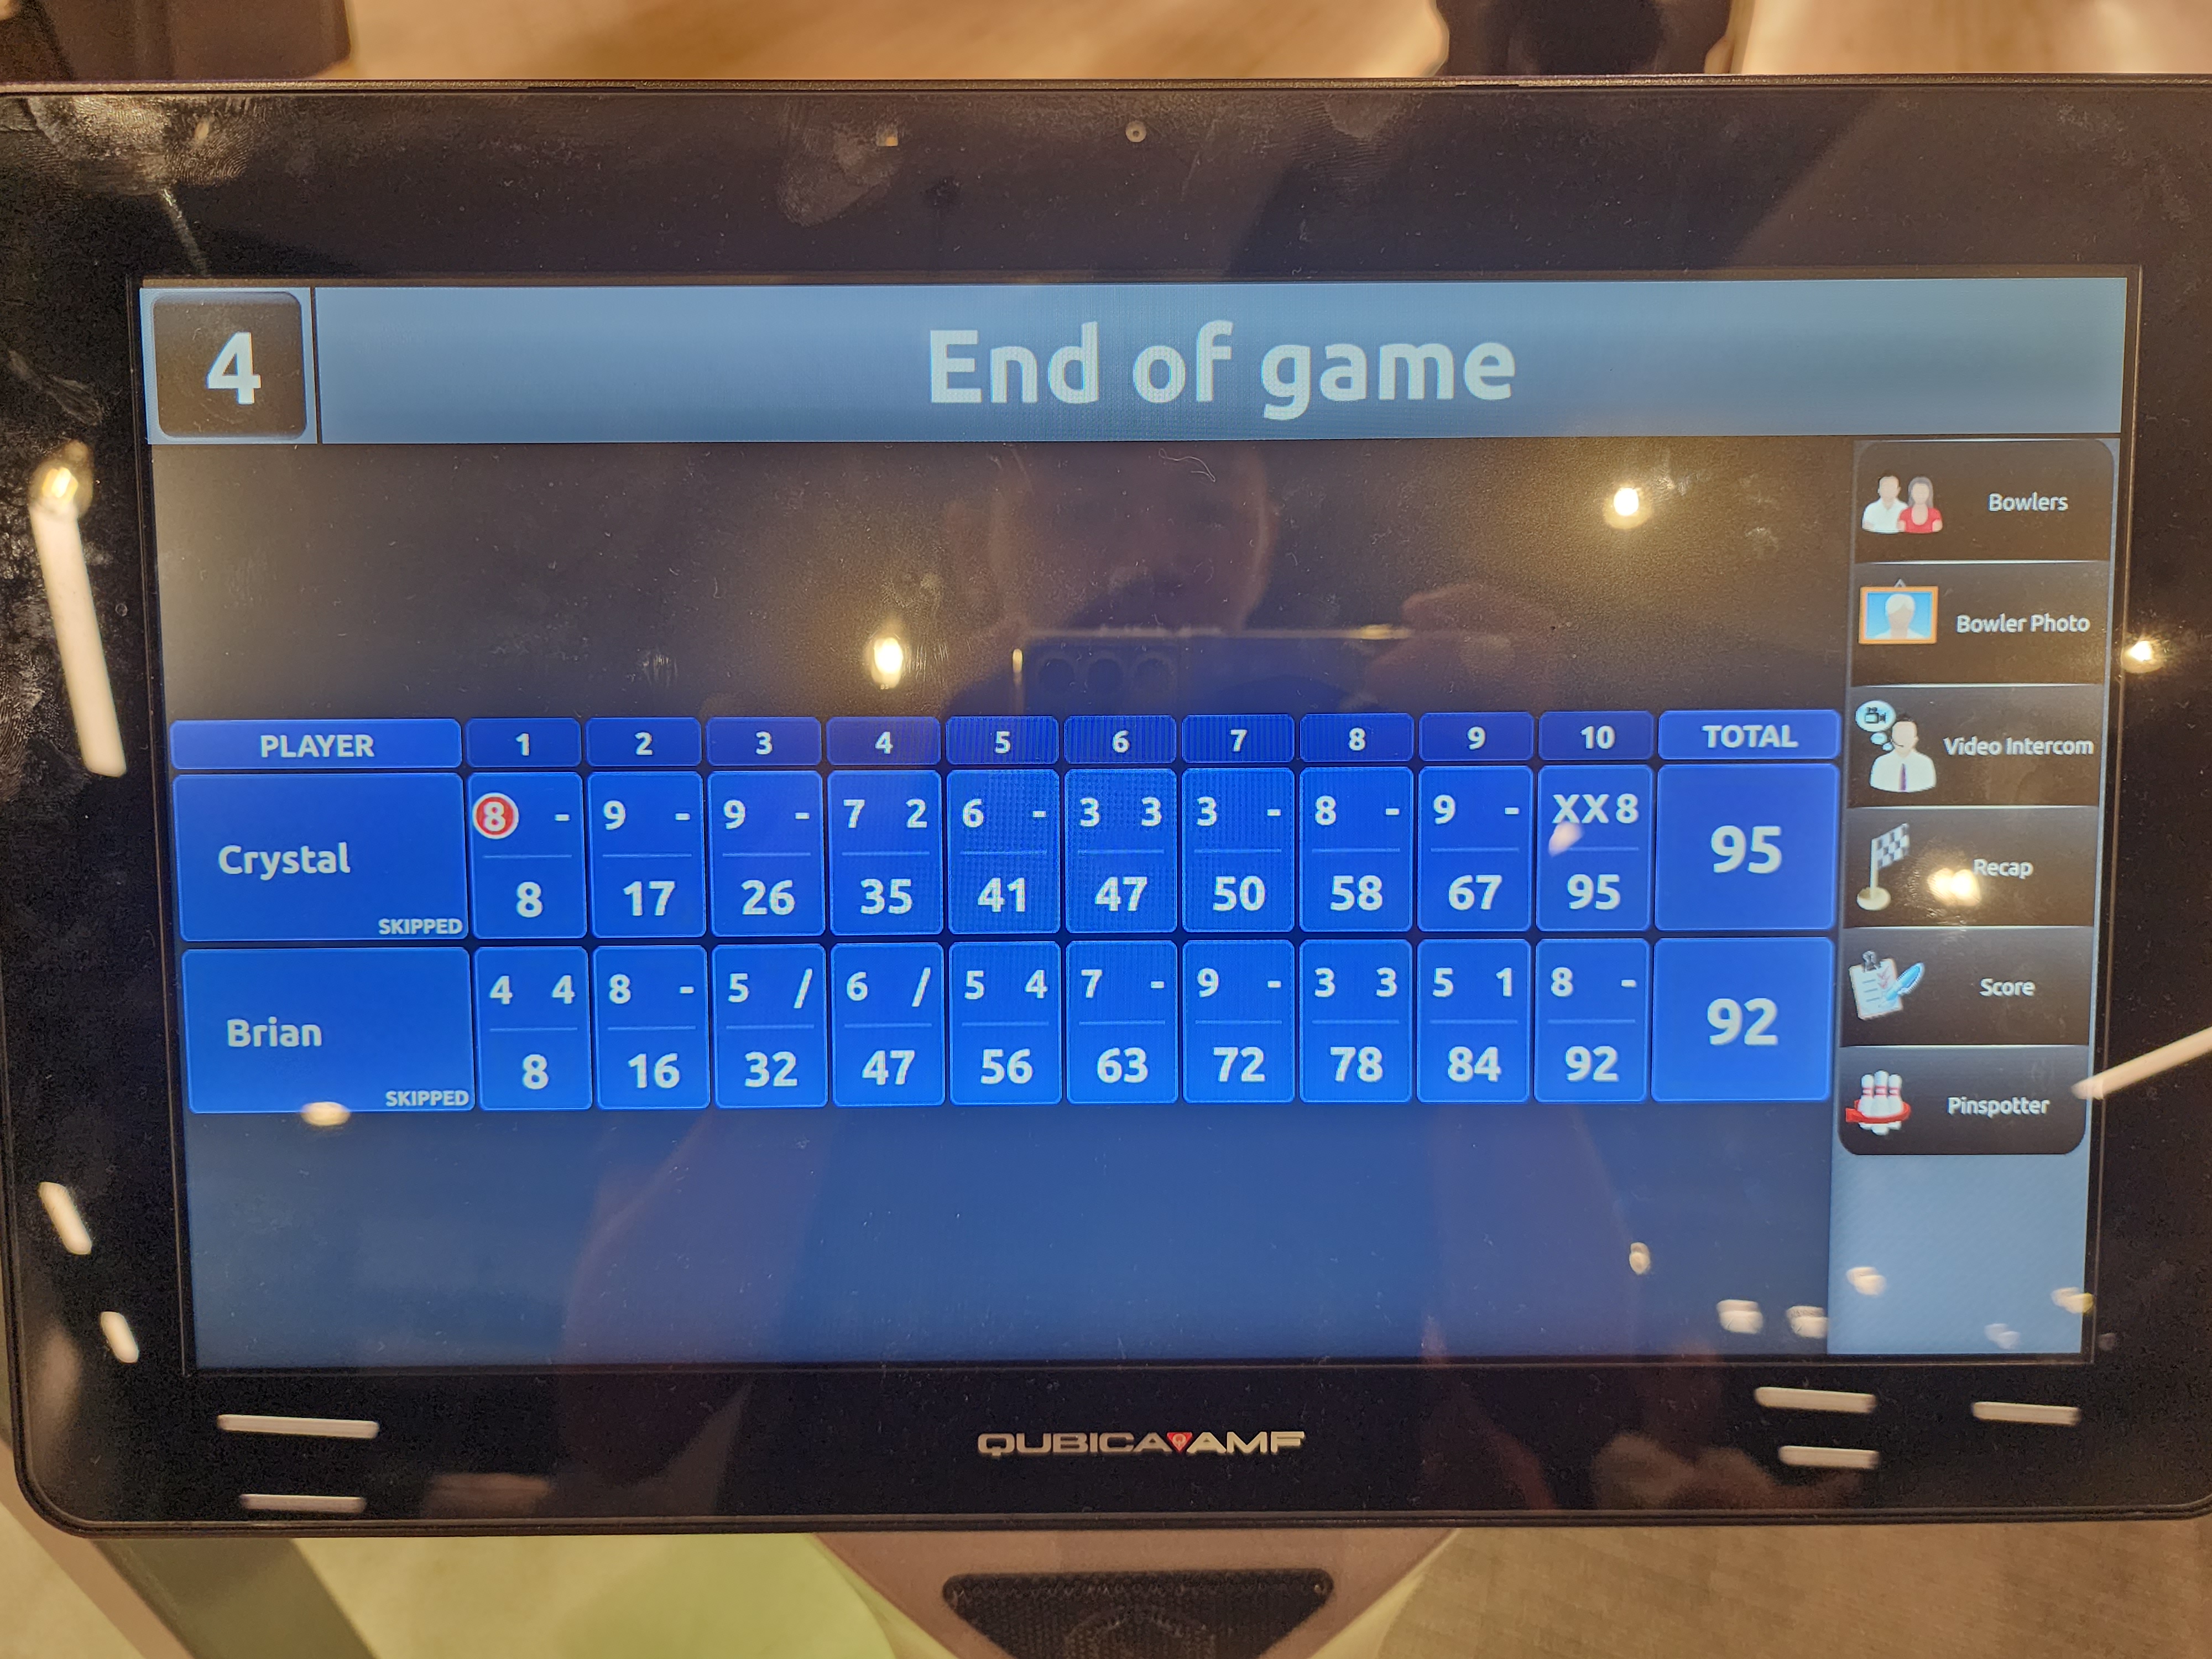 4 End of game
Bowlers
Bowler Photo
Video Intercom
Recap
Score
Pinspotter
PLAYER 1 2 3 4 5 6 7 8 9 10 TOTAL
8 - 9 - 9 - 7 2 6 - 3 3 3 - 8 - 9 - XX8
Crystal 95
8 17 26 35 41 47 50 58 67 95
SKIPPED
4 4 8 - 5 / 6 / 5 4 7 - 9 - 3 3 5 1 8 -
Brian 92
8 16 32 47 56 63 72 78 84 92
SKIPPED
QUBICA AMF